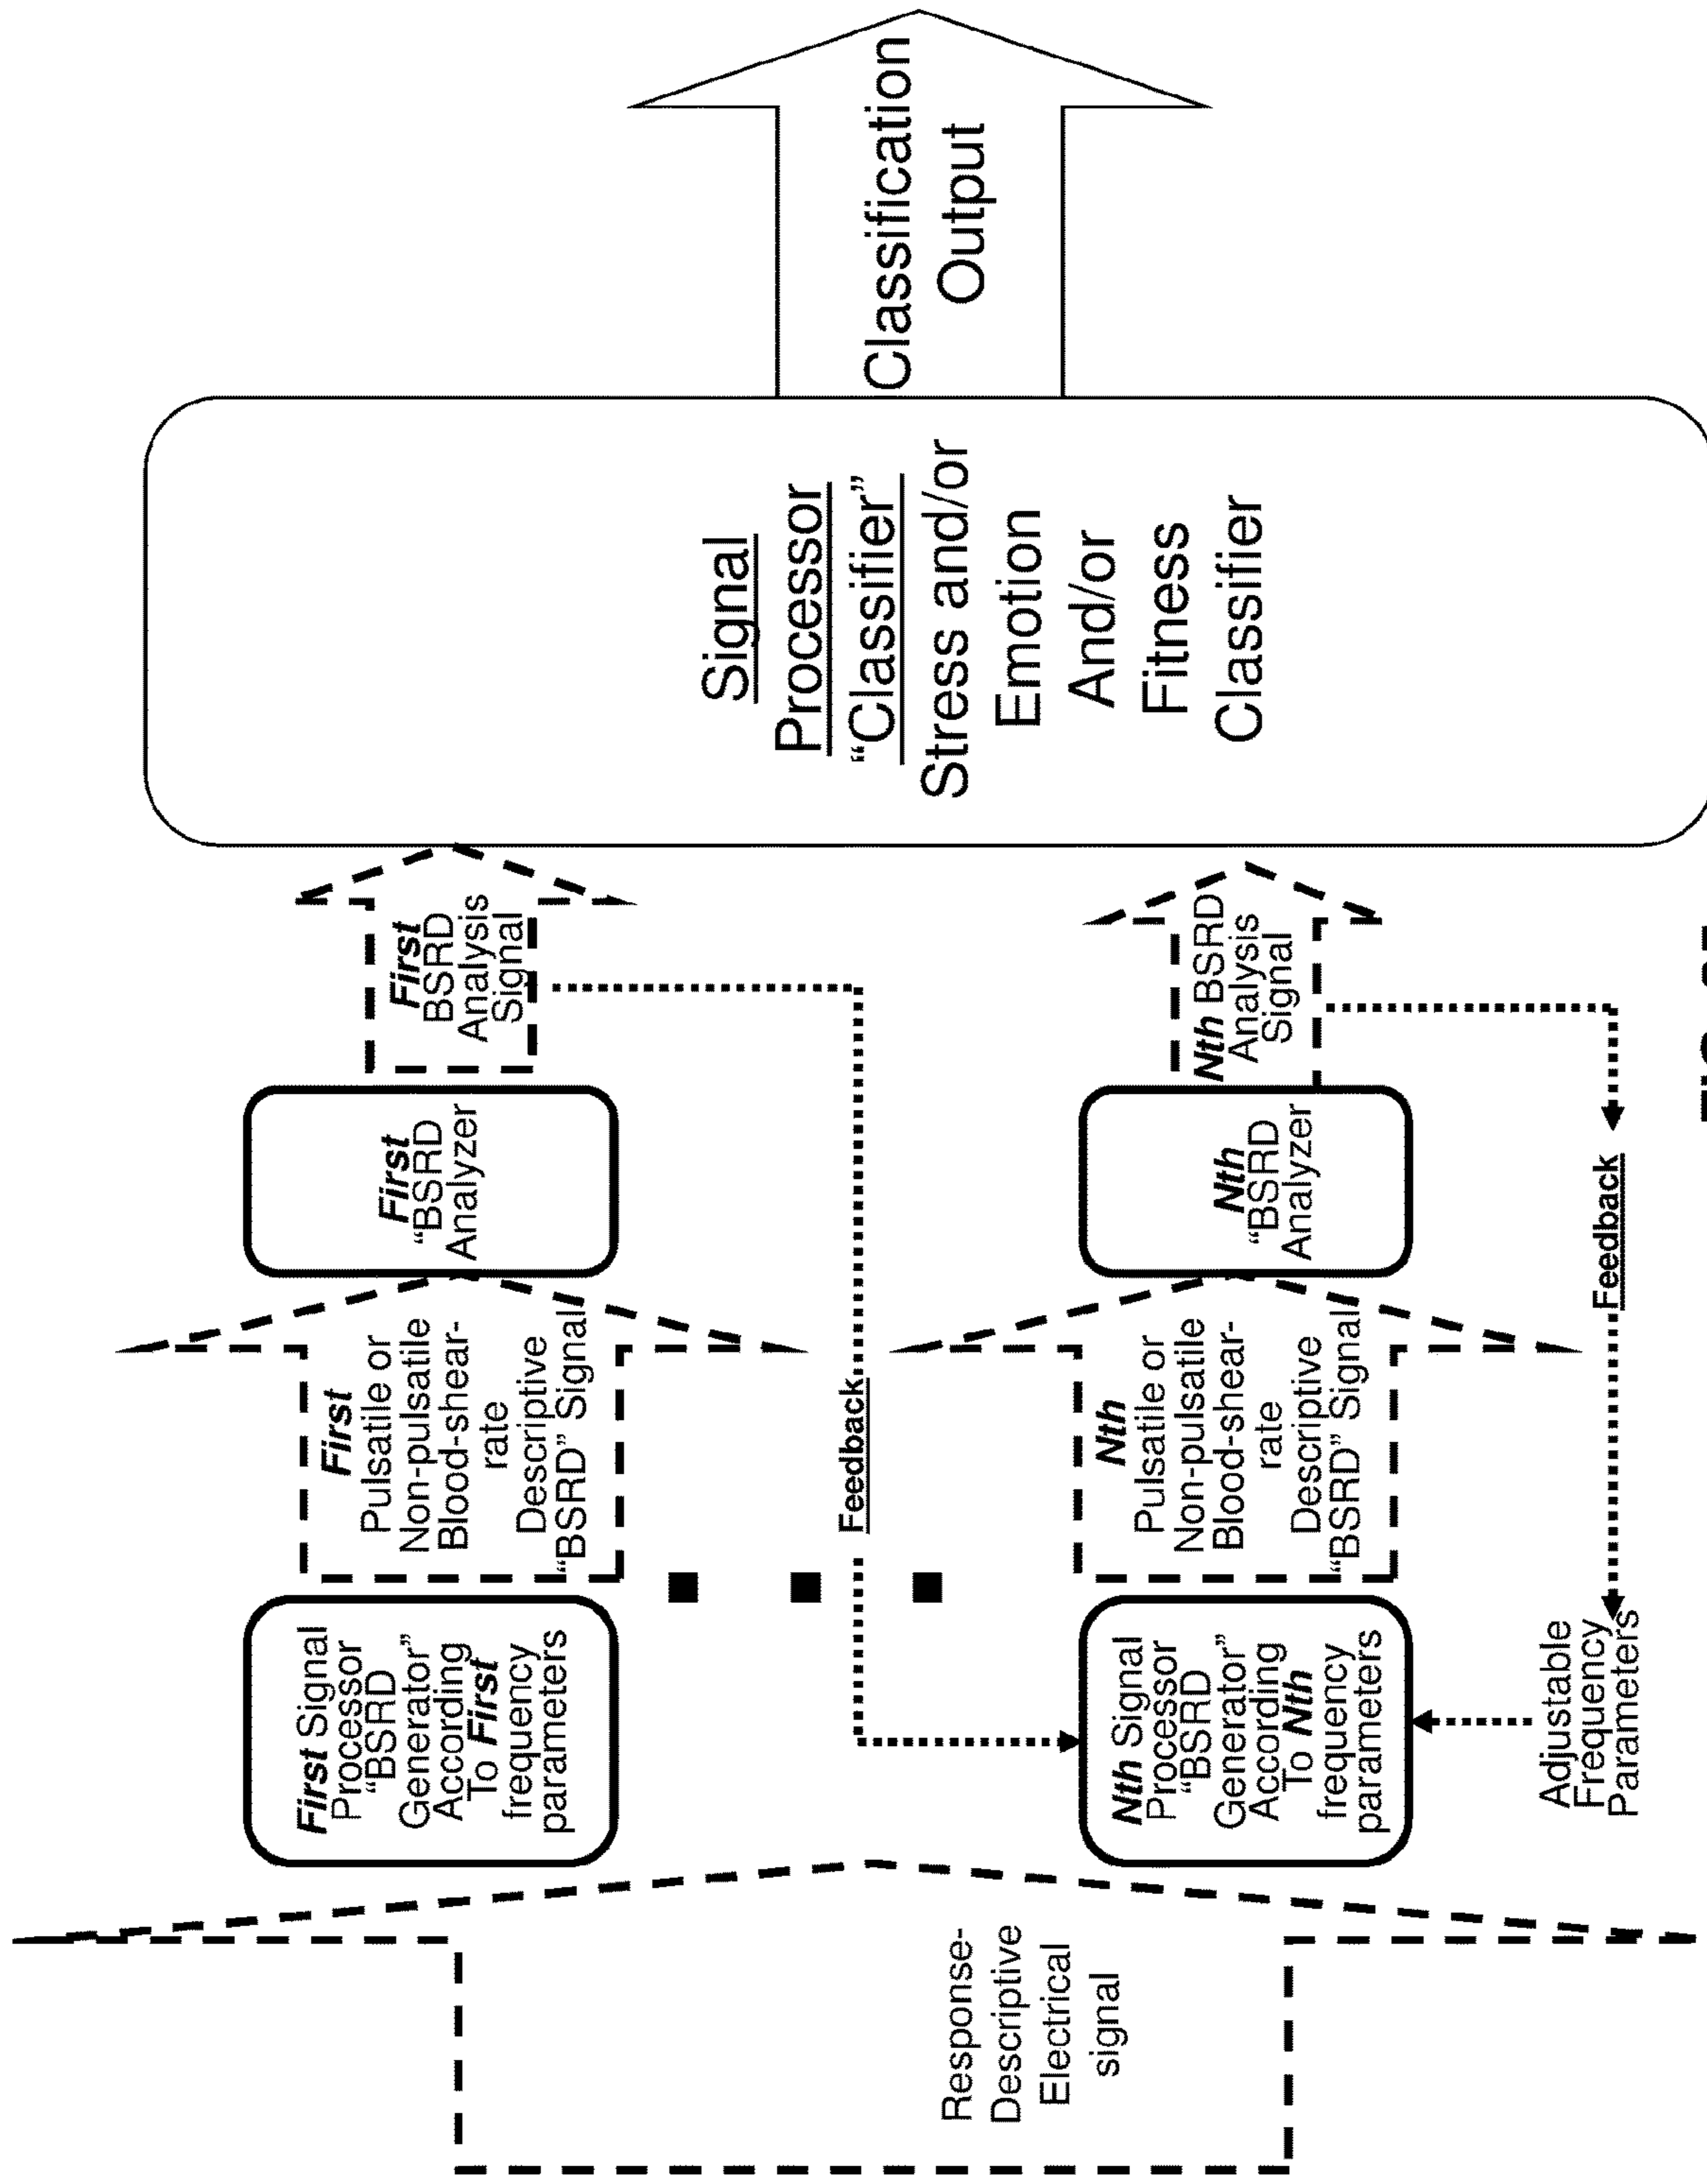 Response-
Descriptive
Electrical
signal
First Signal
Processor
“BSRD
Generator”
According
To First
frequency
parameters
First
Pulsatile or
Non-pulsatile
Blood-shear-
rate
Descriptive
“BSRD” Signal
First
“BSRD
Analyzer
First
BSRD
Analysis
Signal
Feedback
Nth Signal
Processor
“BSRD
Generator”
According
To Nth
frequency
parameters
Nth
Pulsatile or
Non-pulsatile
Blood-shear-
rate
Descriptive
“BSRD” Signal
Nth
“BSRD
Analyzer
Nth BSRD
Analysis
Signal
Adjustable
Frequency
Parameters
Feedback
Signal
Processor
“Classifier”
Stress and/or
Emotion
And/or
Fitness
Classifier
Classification
Output